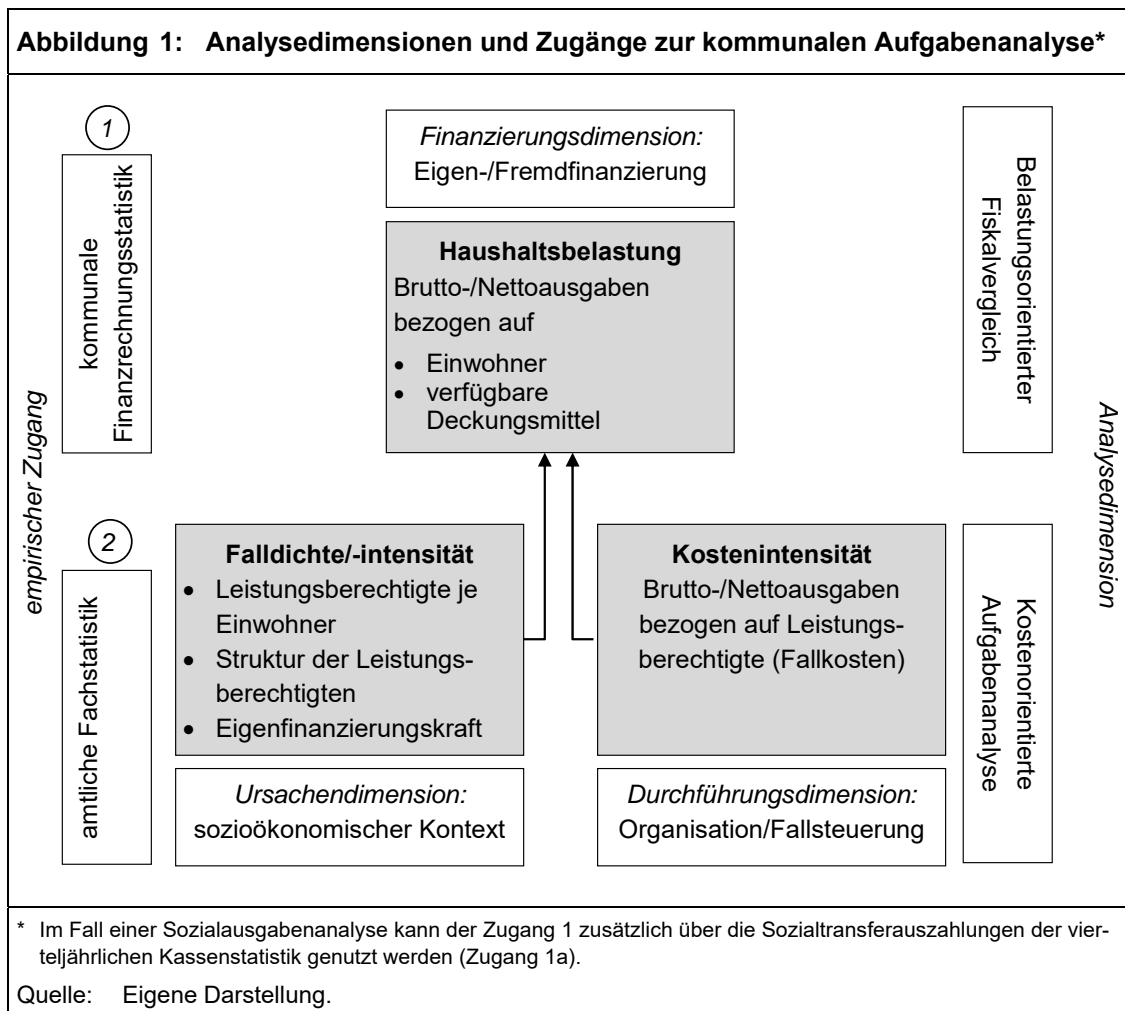 Abbildung 1: Analysedimensionen und Zugänge zur kommunalen Aufgabenanalyse*
empirischer Zugang
1
kommunale
Finanzrechnungsstatistik
Finanzierungsdimension:
Eigen-/Fremdfinanzierung
Haushaltsbelastung
Brutto-/Nettoausgaben
bezogen auf
• Einwohner
• verfügbare
Deckungsmittel
Belastungsorientierter
Fiskalvergleich
Analysedimension
2
amtliche Fachstatistik
Falldichte/-intensität
• Leistungsberechtigte je
Einwohner
• Struktur der Leistungs-
berechtigten
• Eigenfinanzierungskraft
Ursachendimension:
sozioökonomischer Kontext
Kostenintensität
Brutto-/Nettoausgaben
bezogen auf Leistungs-
berechtigte (Fallkosten)
Durchführungsdimension:
Organisation/Fallsteuerung
Kostenorientierte
Aufgabenanalyse
* Im Fall einer Sozialausgabenanalyse kann der Zugang 1 zusätzlich über die Sozialtransferauszahlungen der vier-
teljährlichen Kassenstatistik genutzt werden (Zugang 1a).
Quelle: Eigene Darstellung.